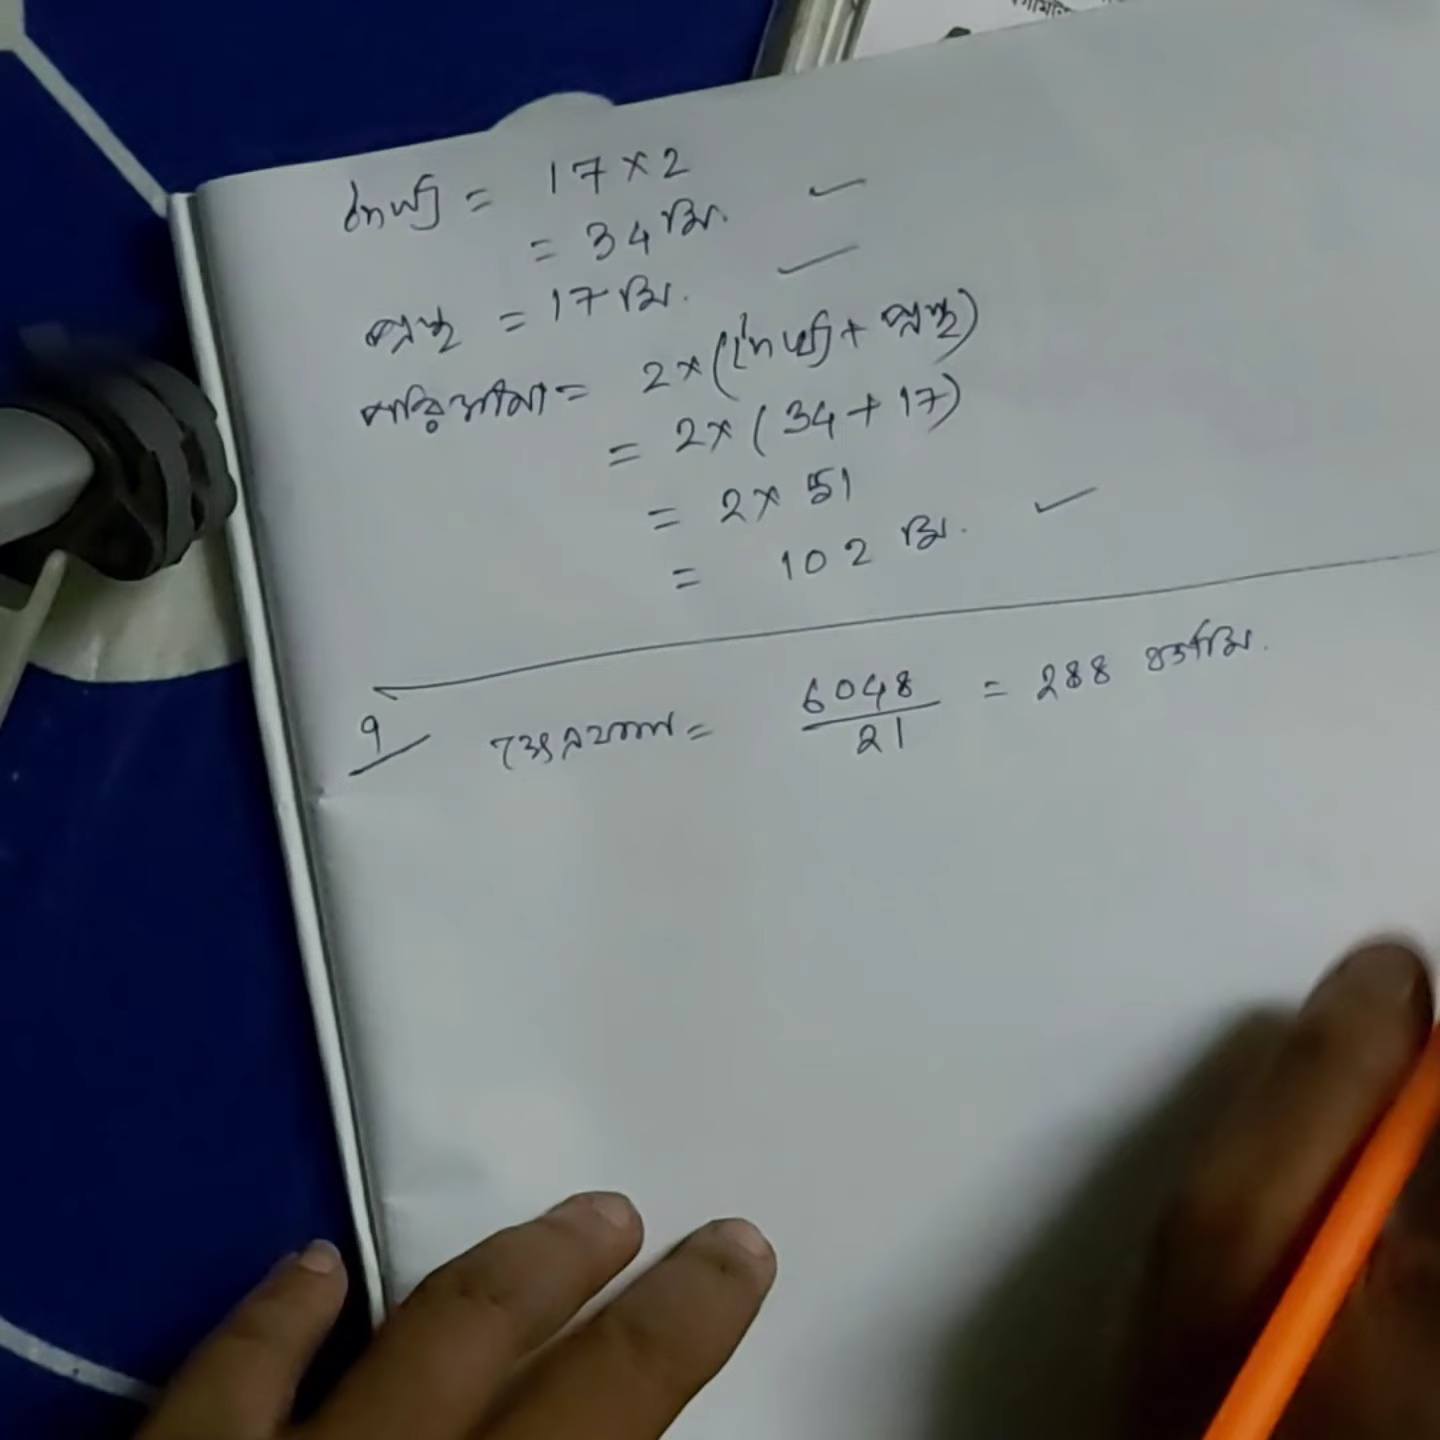 দৈর্ঘ্য = 17 × 2
= 34 মি.
প্রস্থ = 17 মি.
পরিসীমা = 2×(দৈর্ঘ্য + প্রস্থ)
= 2×(34+17)
= 2× 51
= 102 মি.
9 ক্ষেত্রফল = 6048/21 = 288 বর্গমি.